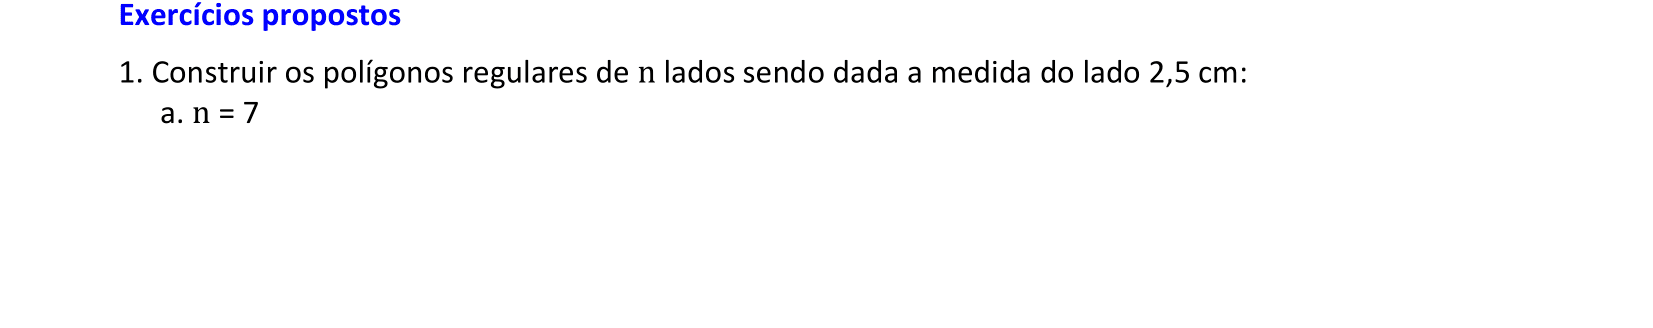 Exercícios propostos
1. Construir os polígonos regulares de n lados sendo dada a medida do lado 2,5 cm:
a. n = 7